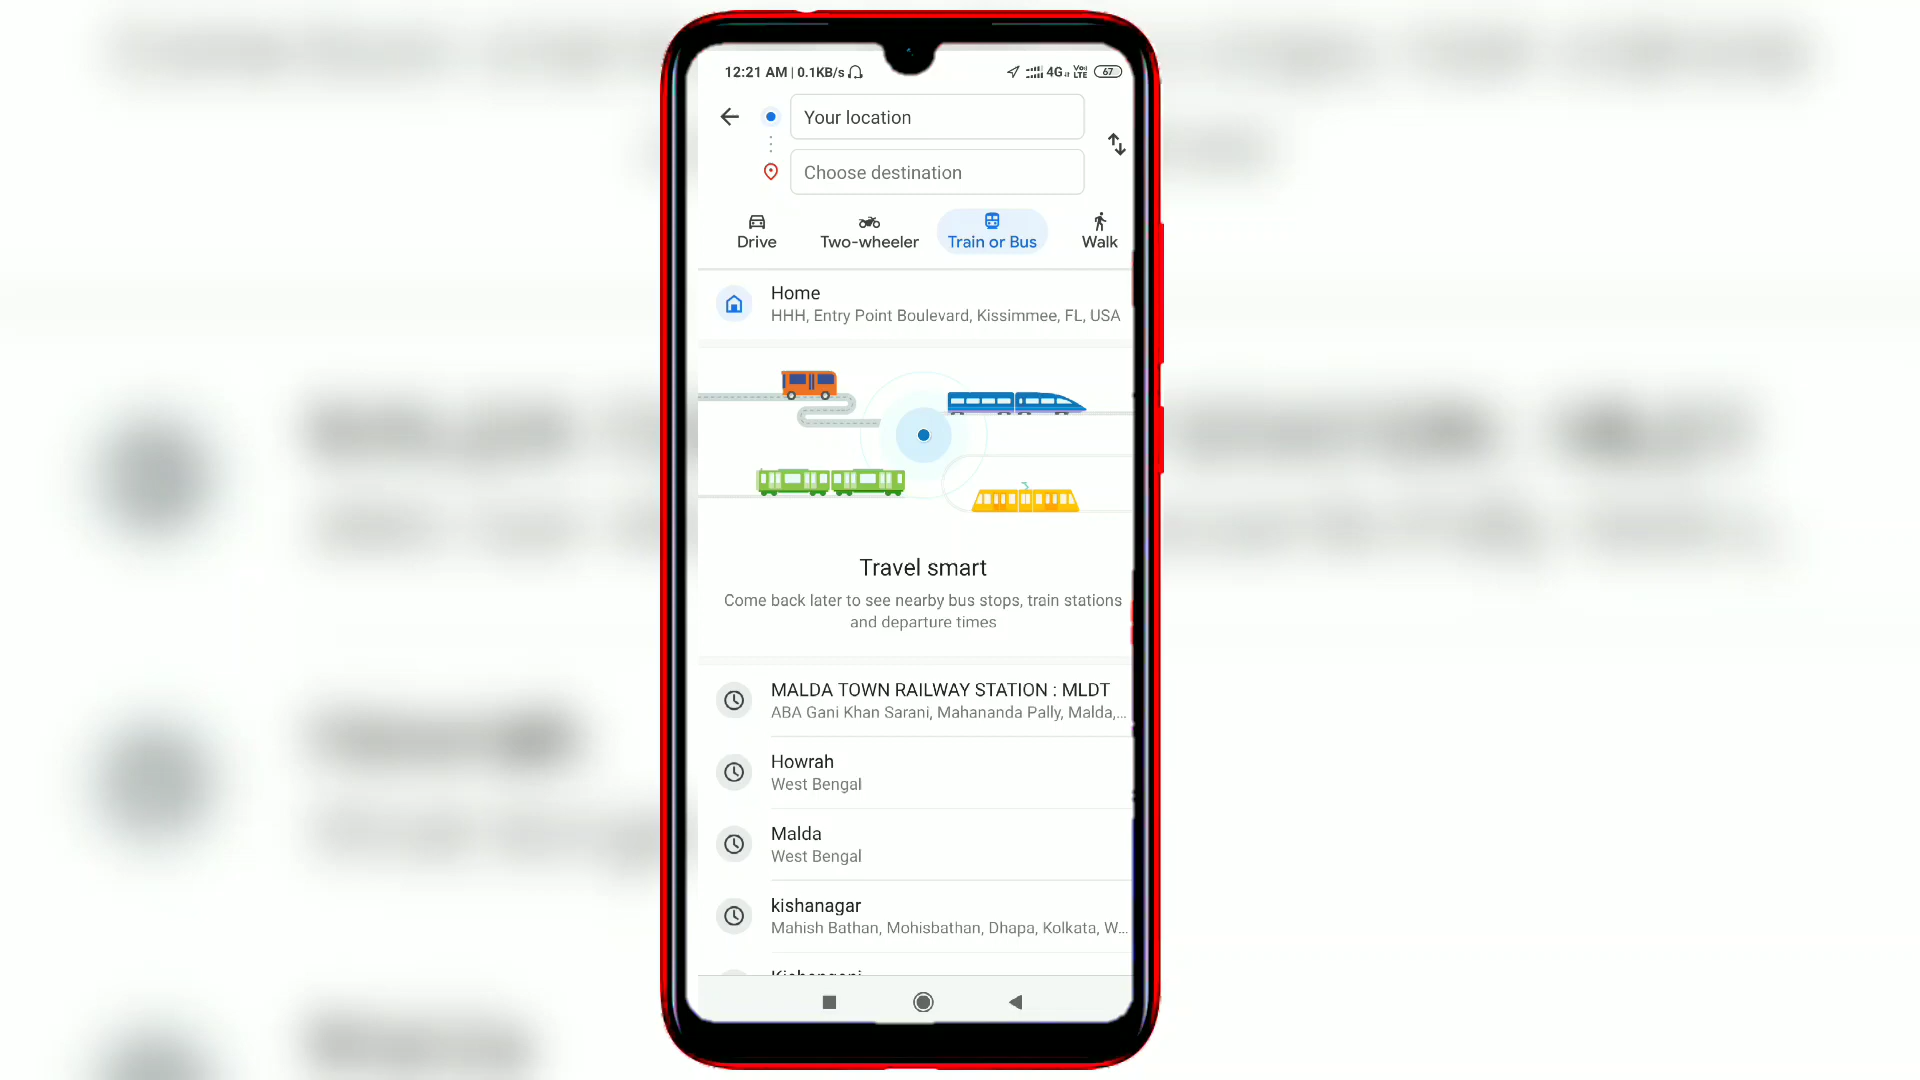 12:21 AM | 0.1KB/s 4G Vo LTE 67
Your location
Choose destination
Drive Two-wheeler Train or Bus Walk
Home
HHH, Entry Point Boulevard, Kissimmee, FL, USA
Travel smart
Come back later to see nearby bus stops, train stations
and departure times
MALDA TOWN RAILWAY STATION : MLDT
ABA Gani Khan Sarani, Mahananda Pally, Malda,...
Howrah
West Bengal
Malda
West Bengal
kishanagar
Mahish Bathan, Mohisbathan, Dhapa, Kolkata, W...